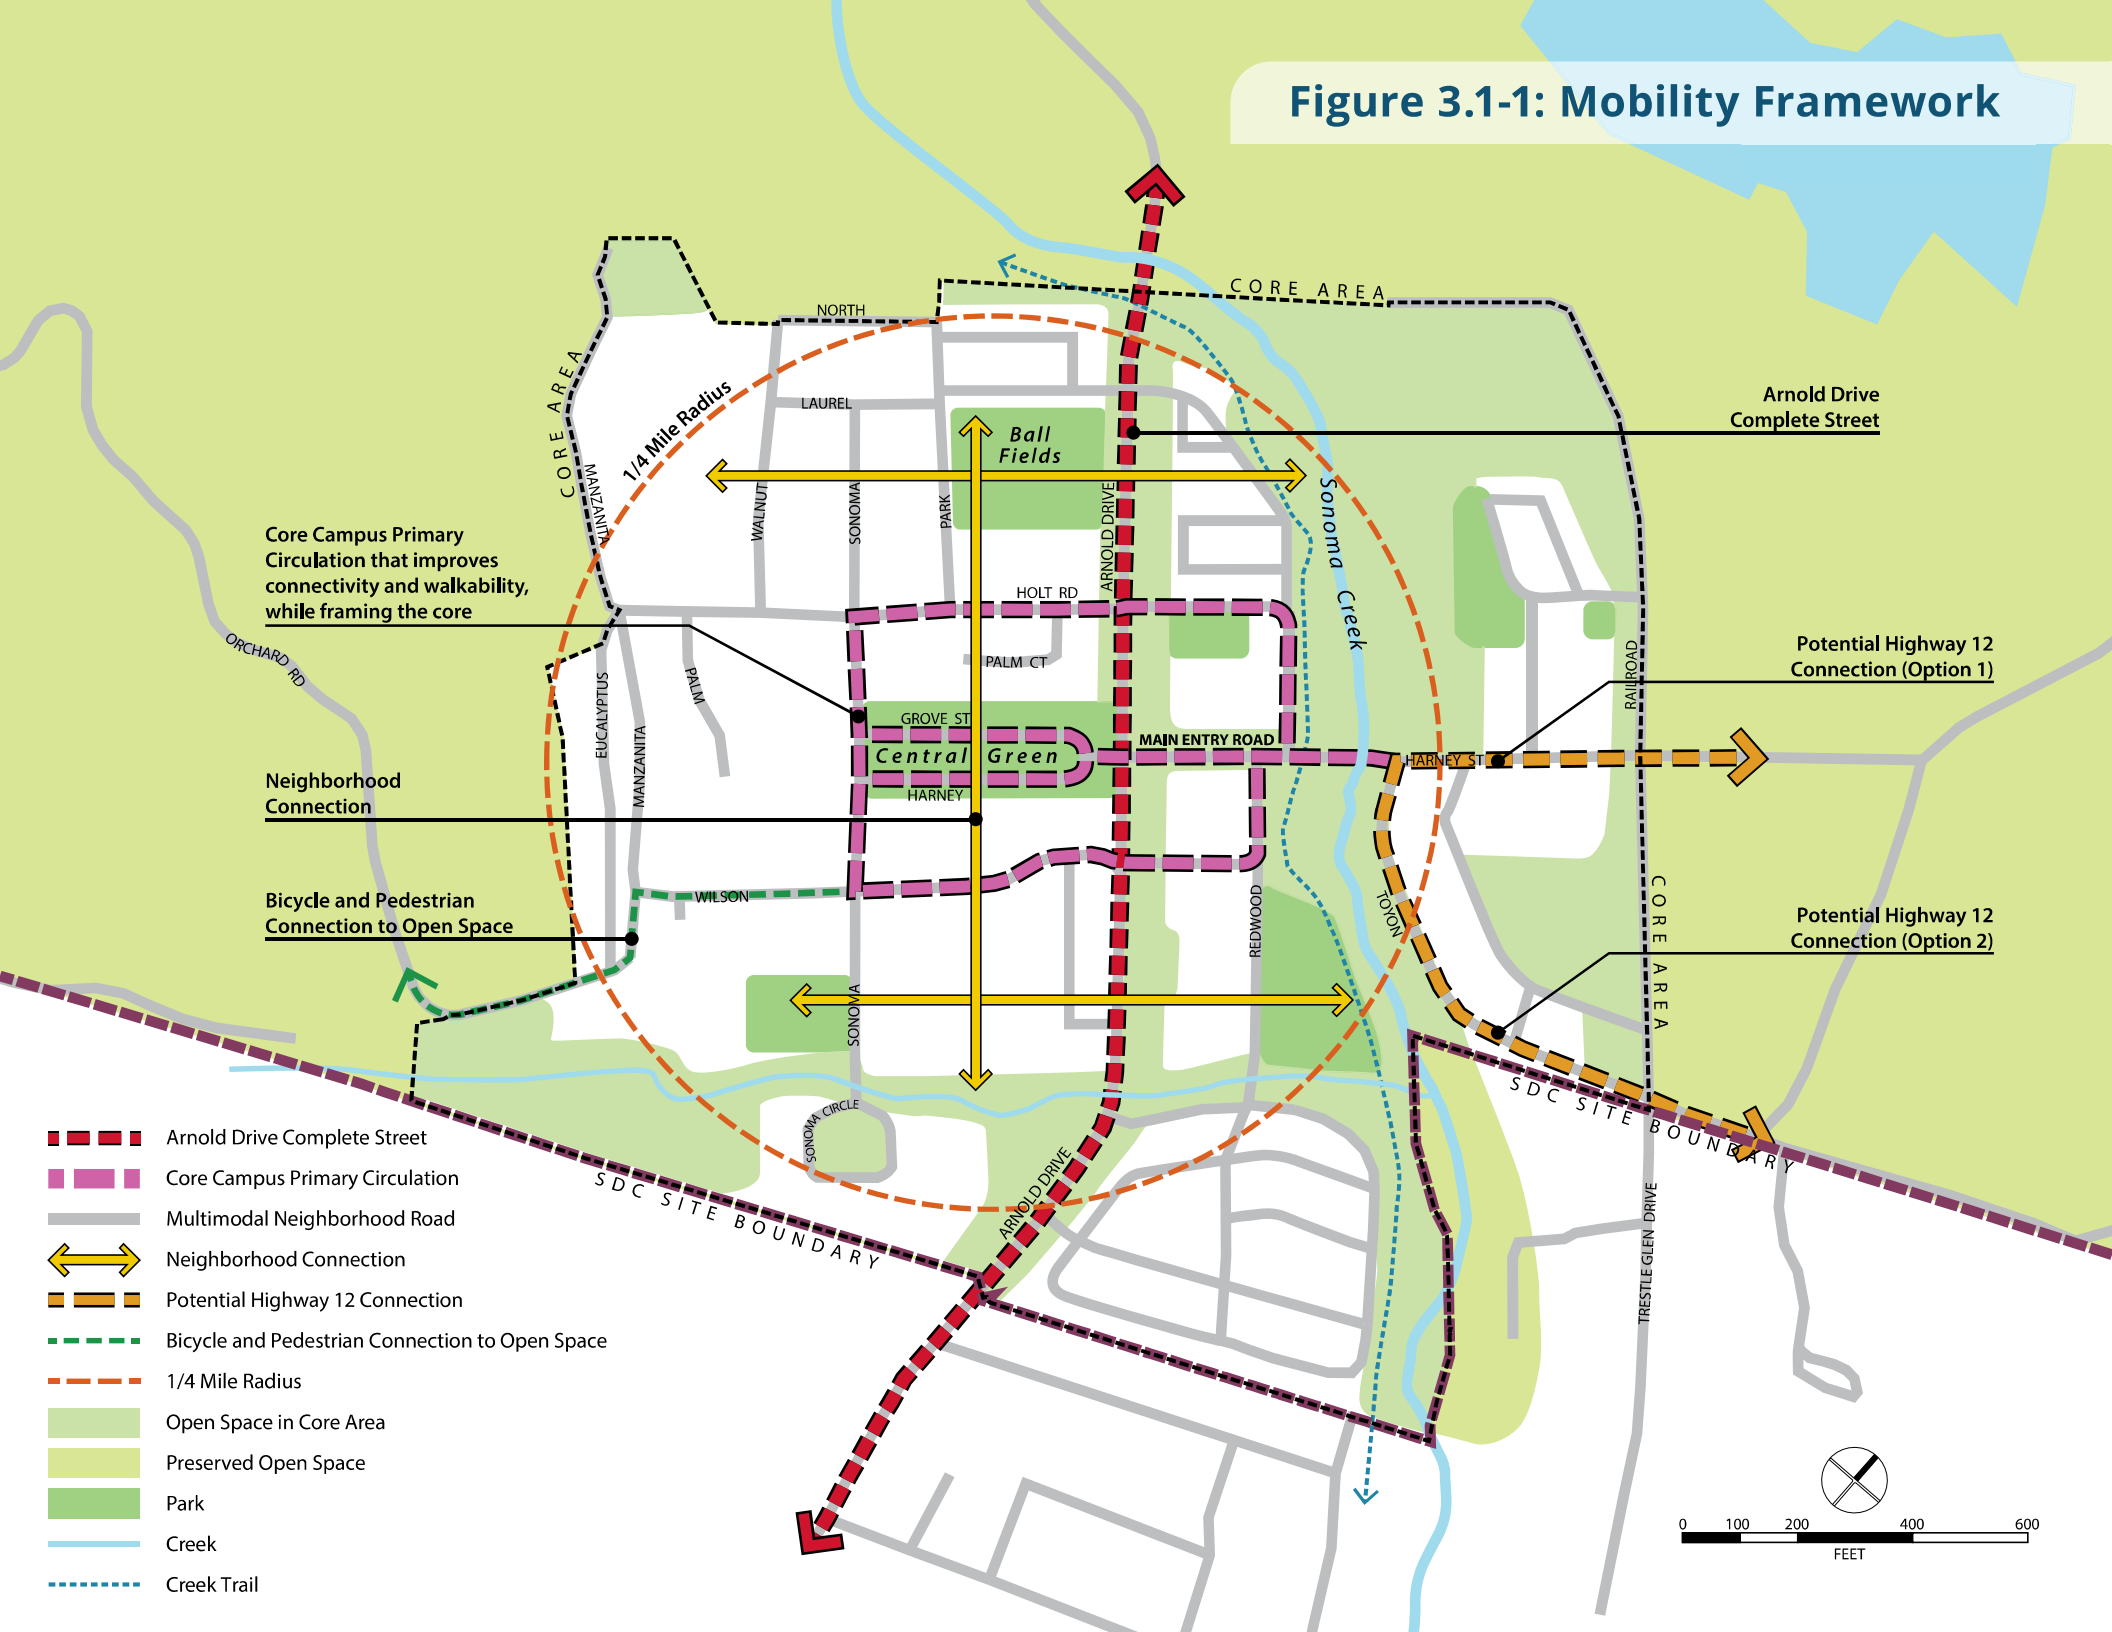 Figure 3.1-1: Mobility Framework
CORE AREA
NORTH
CORE AREA
1/4 Mile Radius
LAUREL
Ball
Fields
Arnold Drive
Complete Street
MANZANITA
WALNUT
SONOMA
PARK
ARNOLD DRIVE
Sonoma Creek
Core Campus Primary
Circulation that improves
connectivity and walkability,
while framing the core
HOLT RD
ORCHARD RD
PALM CT
PALM
EUCALYPTUS
MANZANITA
RAILROAD
Potential Highway 12
Connection (Option 1)
GROVE ST
Central Green
HARNEY
MAIN ENTRY ROAD
HARNEY ST
Neighborhood
Connection
Bicycle and Pedestrian
Connection to Open Space
WILSON
REDWOOD
TOYON
CORE AREA
Potential Highway 12
Connection (Option 2)
SONOMA
SONOMA CIRCLE
SDC SITE BOUNDARY
SDC SITE BOUNDARY
ARNOLD DRIVE
TRESTLE GLEN DRIVE
Arnold Drive Complete Street
Core Campus Primary Circulation
Multimodal Neighborhood Road
Neighborhood Connection
Potential Highway 12 Connection
Bicycle and Pedestrian Connection to Open Space
1/4 Mile Radius
Open Space in Core Area
Preserved Open Space
Park
Creek
Creek Trail
0 100 200 400 600
FEET